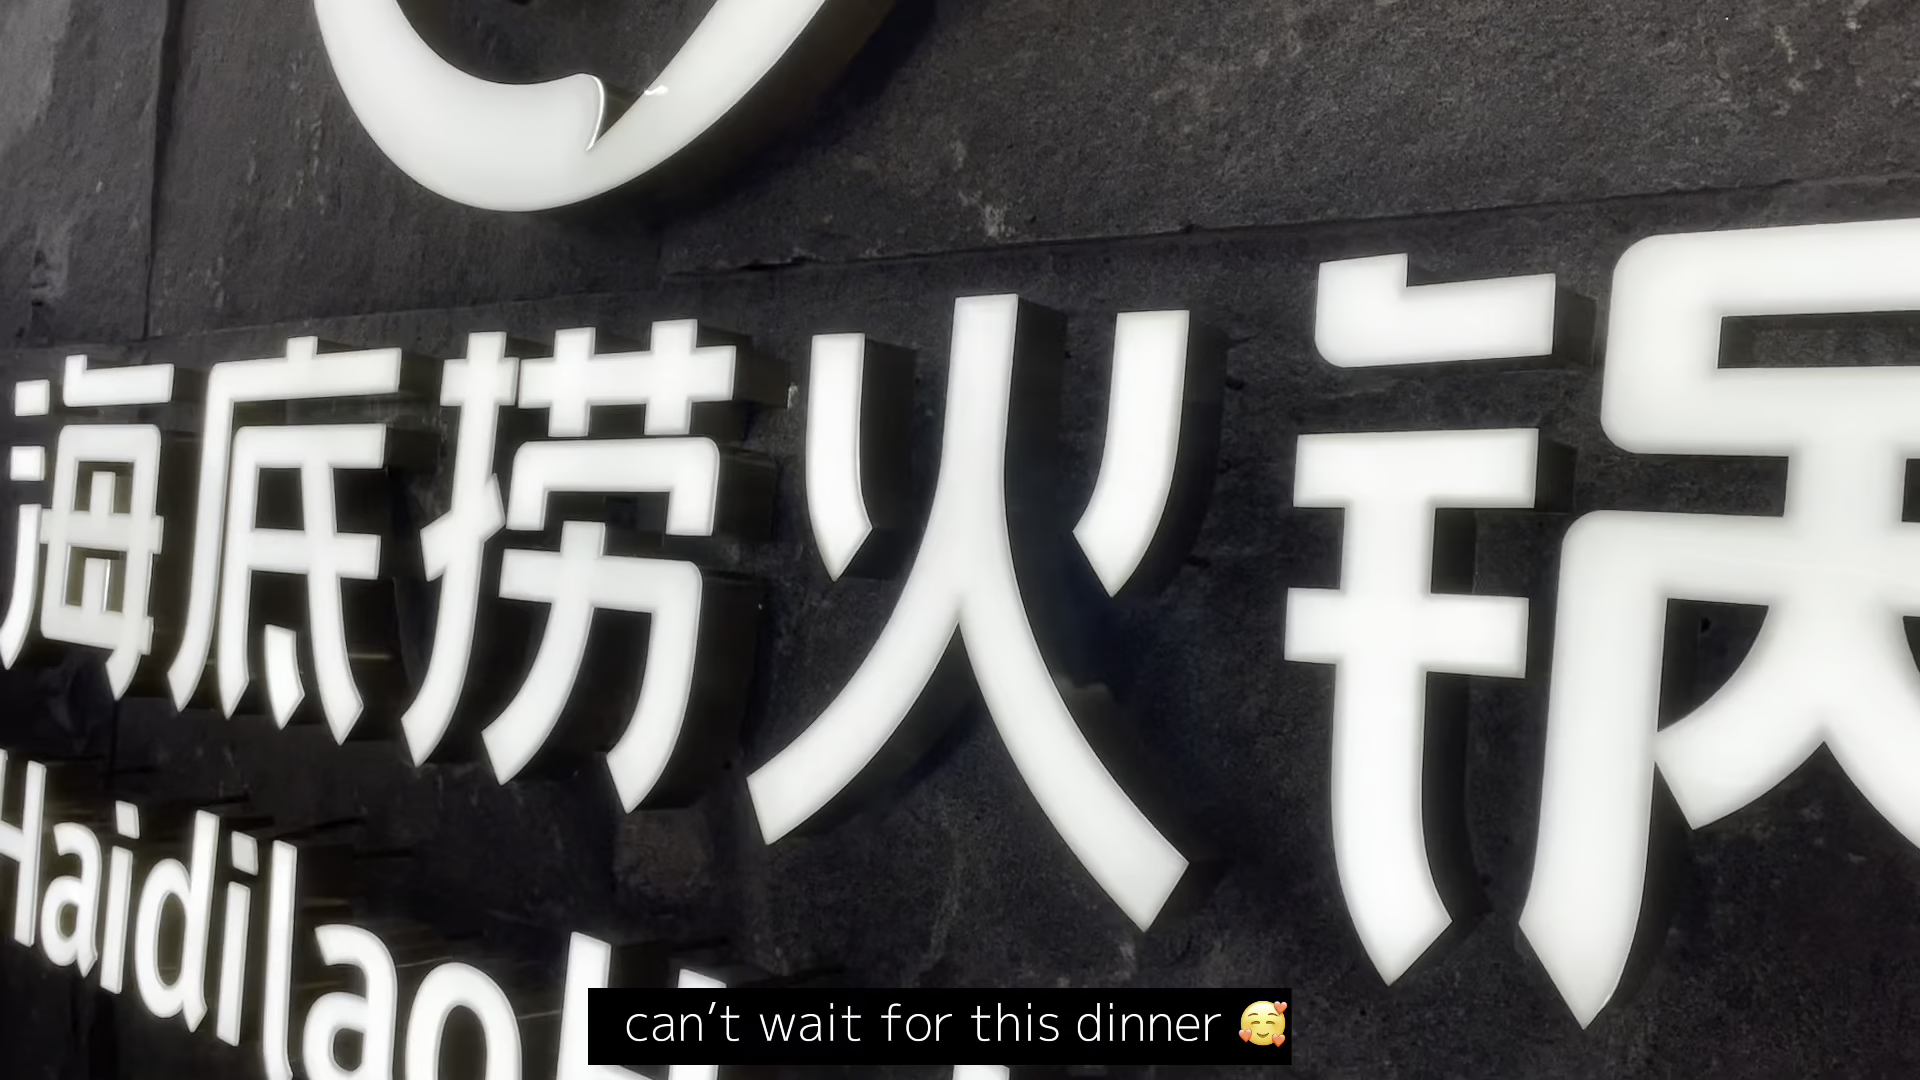 海底捞火锅
Haidilao H
can't wait for this dinner 🥰